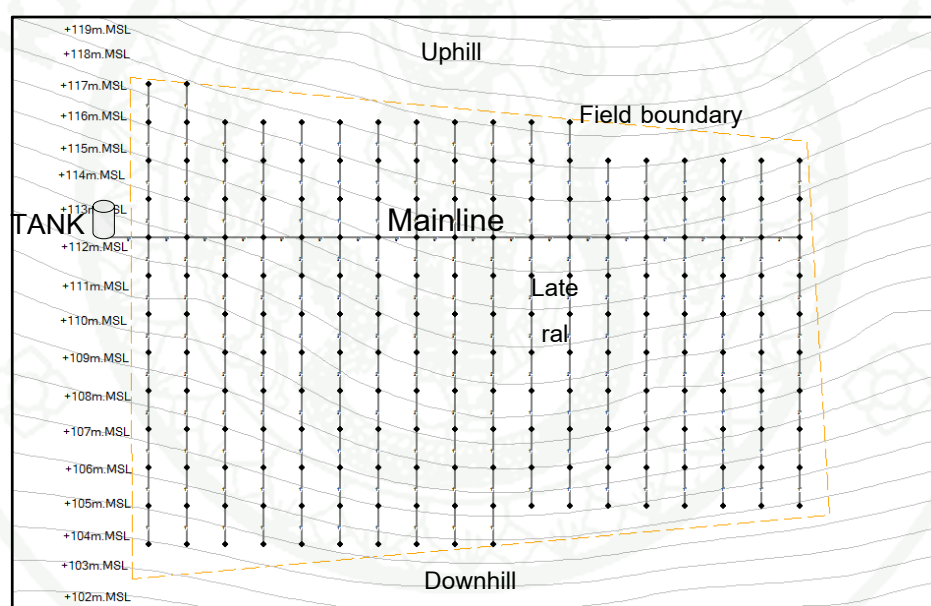 +119m.MSL
Uphill
+118m.MSL
+117m.MSL
+116m.MSL
Field boundary
+115m.MSL
+114m.MSL
+113m.MSL
TANK
Mainline
+112m.MSL
+111m.MSL
Late
ral
+110m.MSL
+109m.MSL
+108m.MSL
+107m.MSL
+106m.MSL
+105m.MSL
+104m.MSL
+103m.MSL
Downhill
+102m.MSL